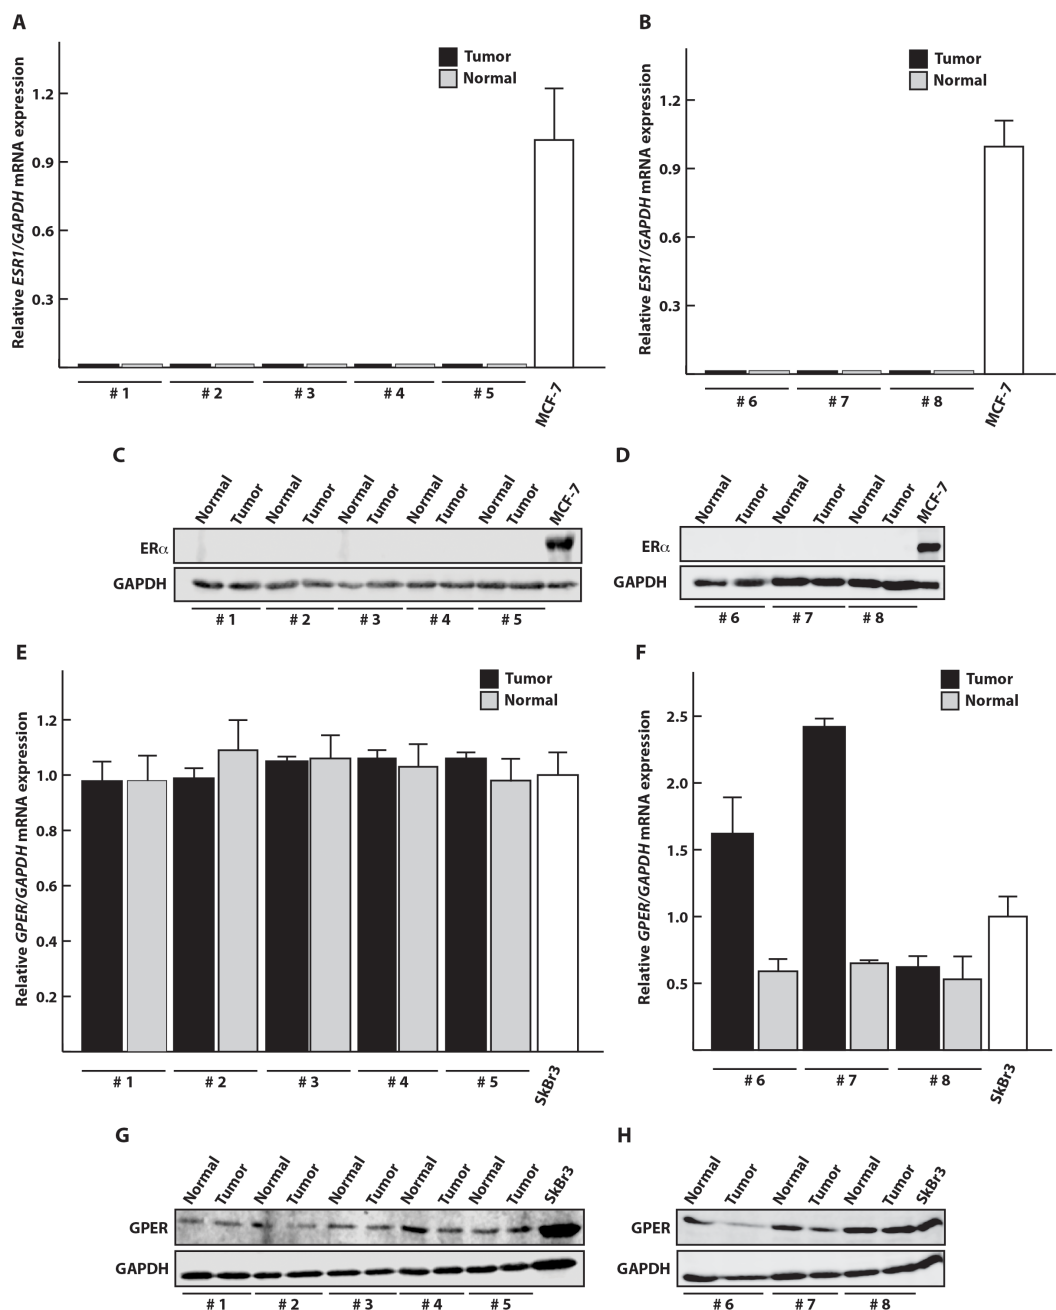 A
Relative ESR1/GAPDH mRNA expression
1.2
0.9
0.6
0.3
Tumor
Normal
# 1
# 2
# 3
# 4
# 5
MCF-7
B
Relative ESR1/GAPDH mRNA expression
1.2
0.9
0.6
0.3
Tumor
Normal
# 6
# 7
# 8
MCF-7
C
Normal
Tumor
Normal
Tumor
Normal
Tumor
Normal
Tumor
Normal
Tumor
MCF-7
ERα
GAPDH
# 1
# 2
# 3
# 4
# 5
D
Normal
Tumor
Normal
Tumor
Normal
Tumor
MCF-7
ERα
GAPDH
# 6
# 7
# 8
E
Relative GPER/GAPDH mRNA expression
1.2
1.0
0.8
0.6
0.4
0.2
Tumor
Normal
# 1
# 2
# 3
# 4
# 5
SkBr3
F
Relative GPER/GAPDH mRNA expression
2.5
2.0
1.5
1.0
0.5
Tumor
Normal
# 6
# 7
# 8
SkBr3
G
Normal
Tumor
Normal
Tumor
Normal
Tumor
Normal
Tumor
Normal
Tumor
SkBr3
GPER
GAPDH
# 1
# 2
# 3
# 4
# 5
H
Normal
Tumor
Normal
Tumor
Normal
Tumor
SkBr3
GPER
GAPDH
# 6
# 7
# 8